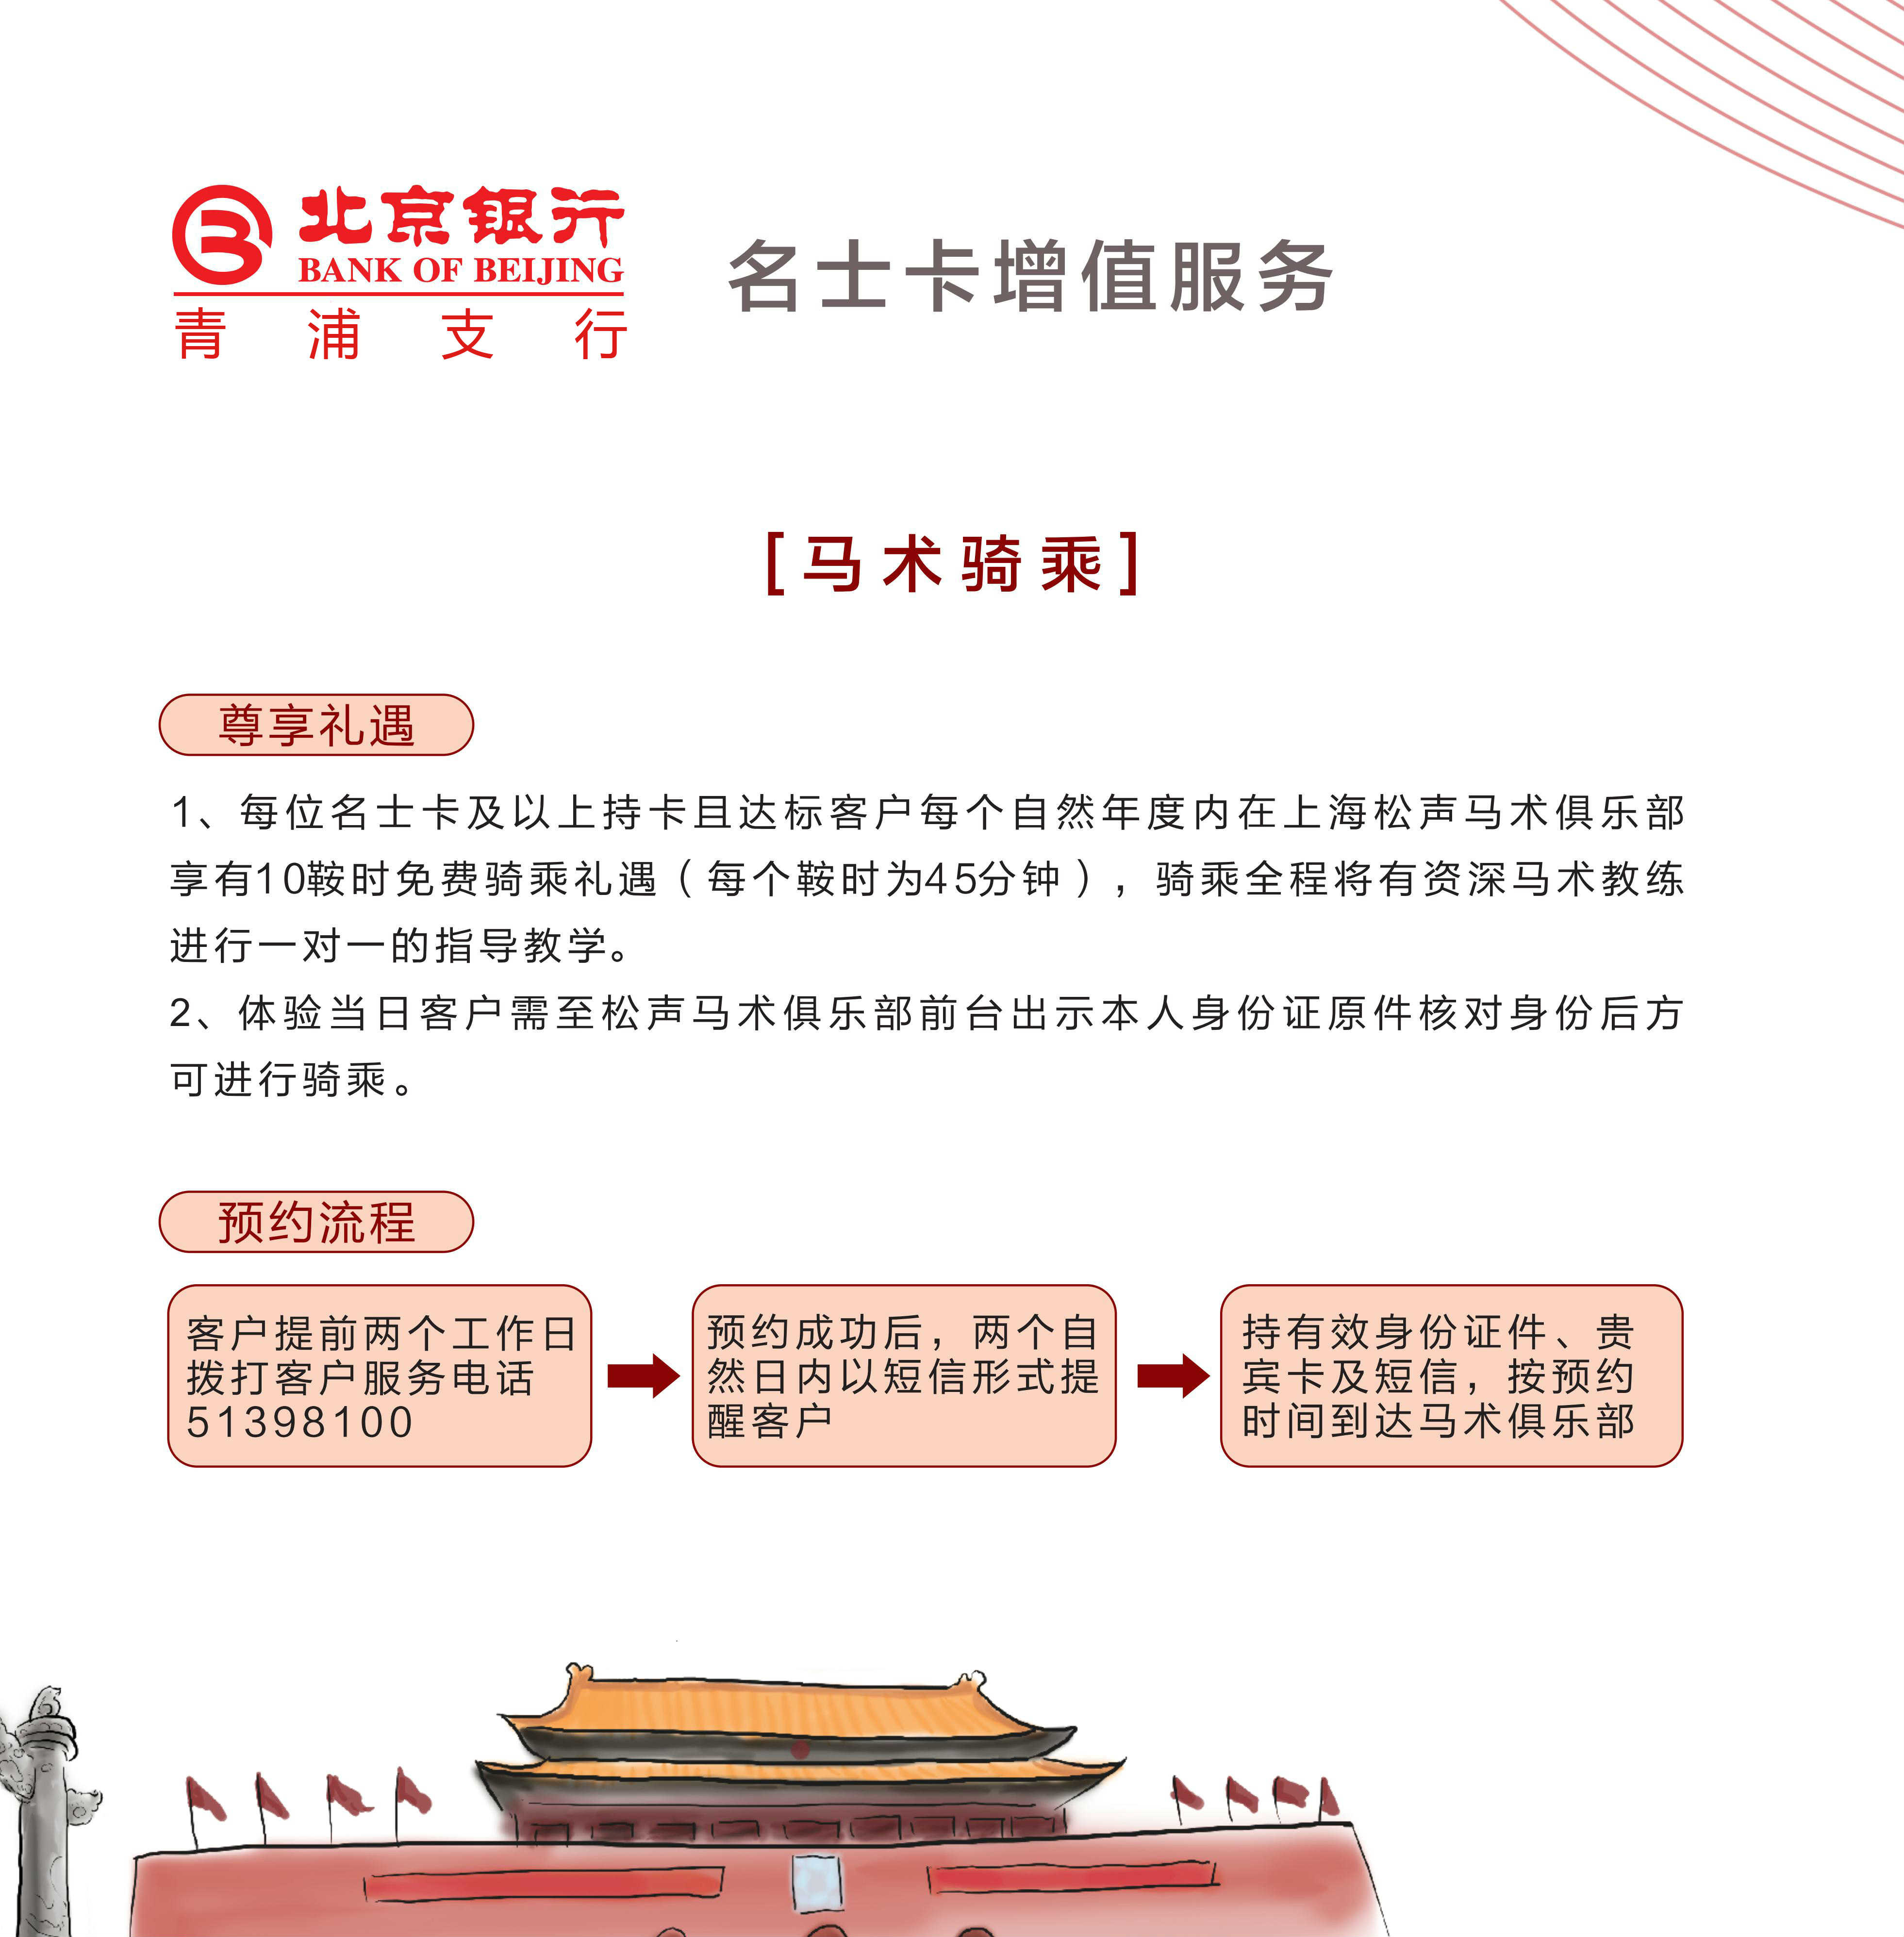 北京银行
BANK OF BEIJING
青浦支行
名士卡增值服务
[马术骑乘]
尊享礼遇
1、每位名士卡及以上持卡且达标客户每个自然年度内在上海松声马术俱乐部
享有10鞍时免费骑乘礼遇（每个鞍时为45分钟），骑乘全程将有资深马术教练
进行一对一的指导教学。
2、体验当日客户需至松声马术俱乐部前台出示本人身份证原件核对身份后方
可进行骑乘。
预约流程
客户提前两个工作日
拨打客户服务电话
51398100
预约成功后，两个自
然日内以短信形式提
醒客户
持有效身份证件、贵
宾卡及短信，按预约
时间到达马术俱乐部